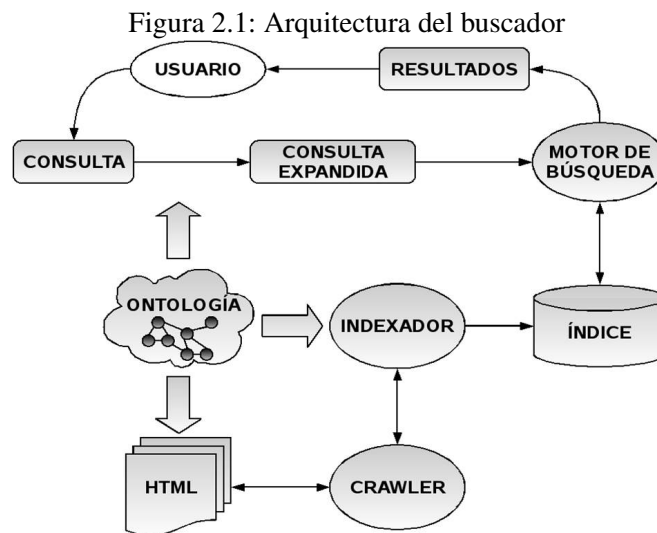 Figura 2.1: Arquitectura del buscador
USUARIO
RESULTADOS
CONSULTA
CONSULTA
EXPANDIDA
MOTOR DE
BÚSQUEDA
ONTOLOGÍA
INDEXADOR
ÍNDICE
HTML
CRAWLER